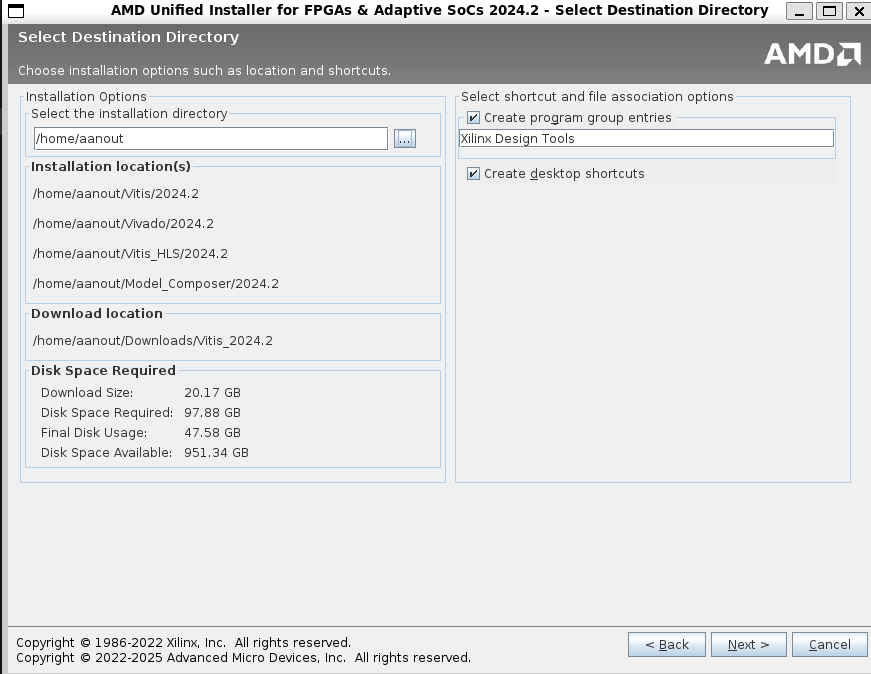 AMD Unified Installer for FPGAs & Adaptive SoCs 2024.2 - Select Destination Directory
Select Destination Directory
Choose installation options such as location and shortcuts.
AMD
Installation Options
Select the installation directory
/home/aanout
...
Installation location(s)
/home/aanout/Vitis/2024.2
/home/aanout/Vivado/2024.2
/home/aanout/Vitis_HLS/2024.2
/home/aanout/Model_Composer/2024.2
Download location
/home/aanout/Downloads/Vitis_2024.2
Disk Space Required
Download Size: 20.17 GB
Disk Space Required: 97.88 GB
Final Disk Usage: 47.58 GB
Disk Space Available: 951.34 GB
Select shortcut and file association options
Create program group entries
Xilinx Design Tools
Create desktop shortcuts
Copyright © 1986-2022 Xilinx, Inc. All rights reserved.
Copyright © 2022-2025 Advanced Micro Devices, Inc. All rights reserved.
< Back
Next >
Cancel